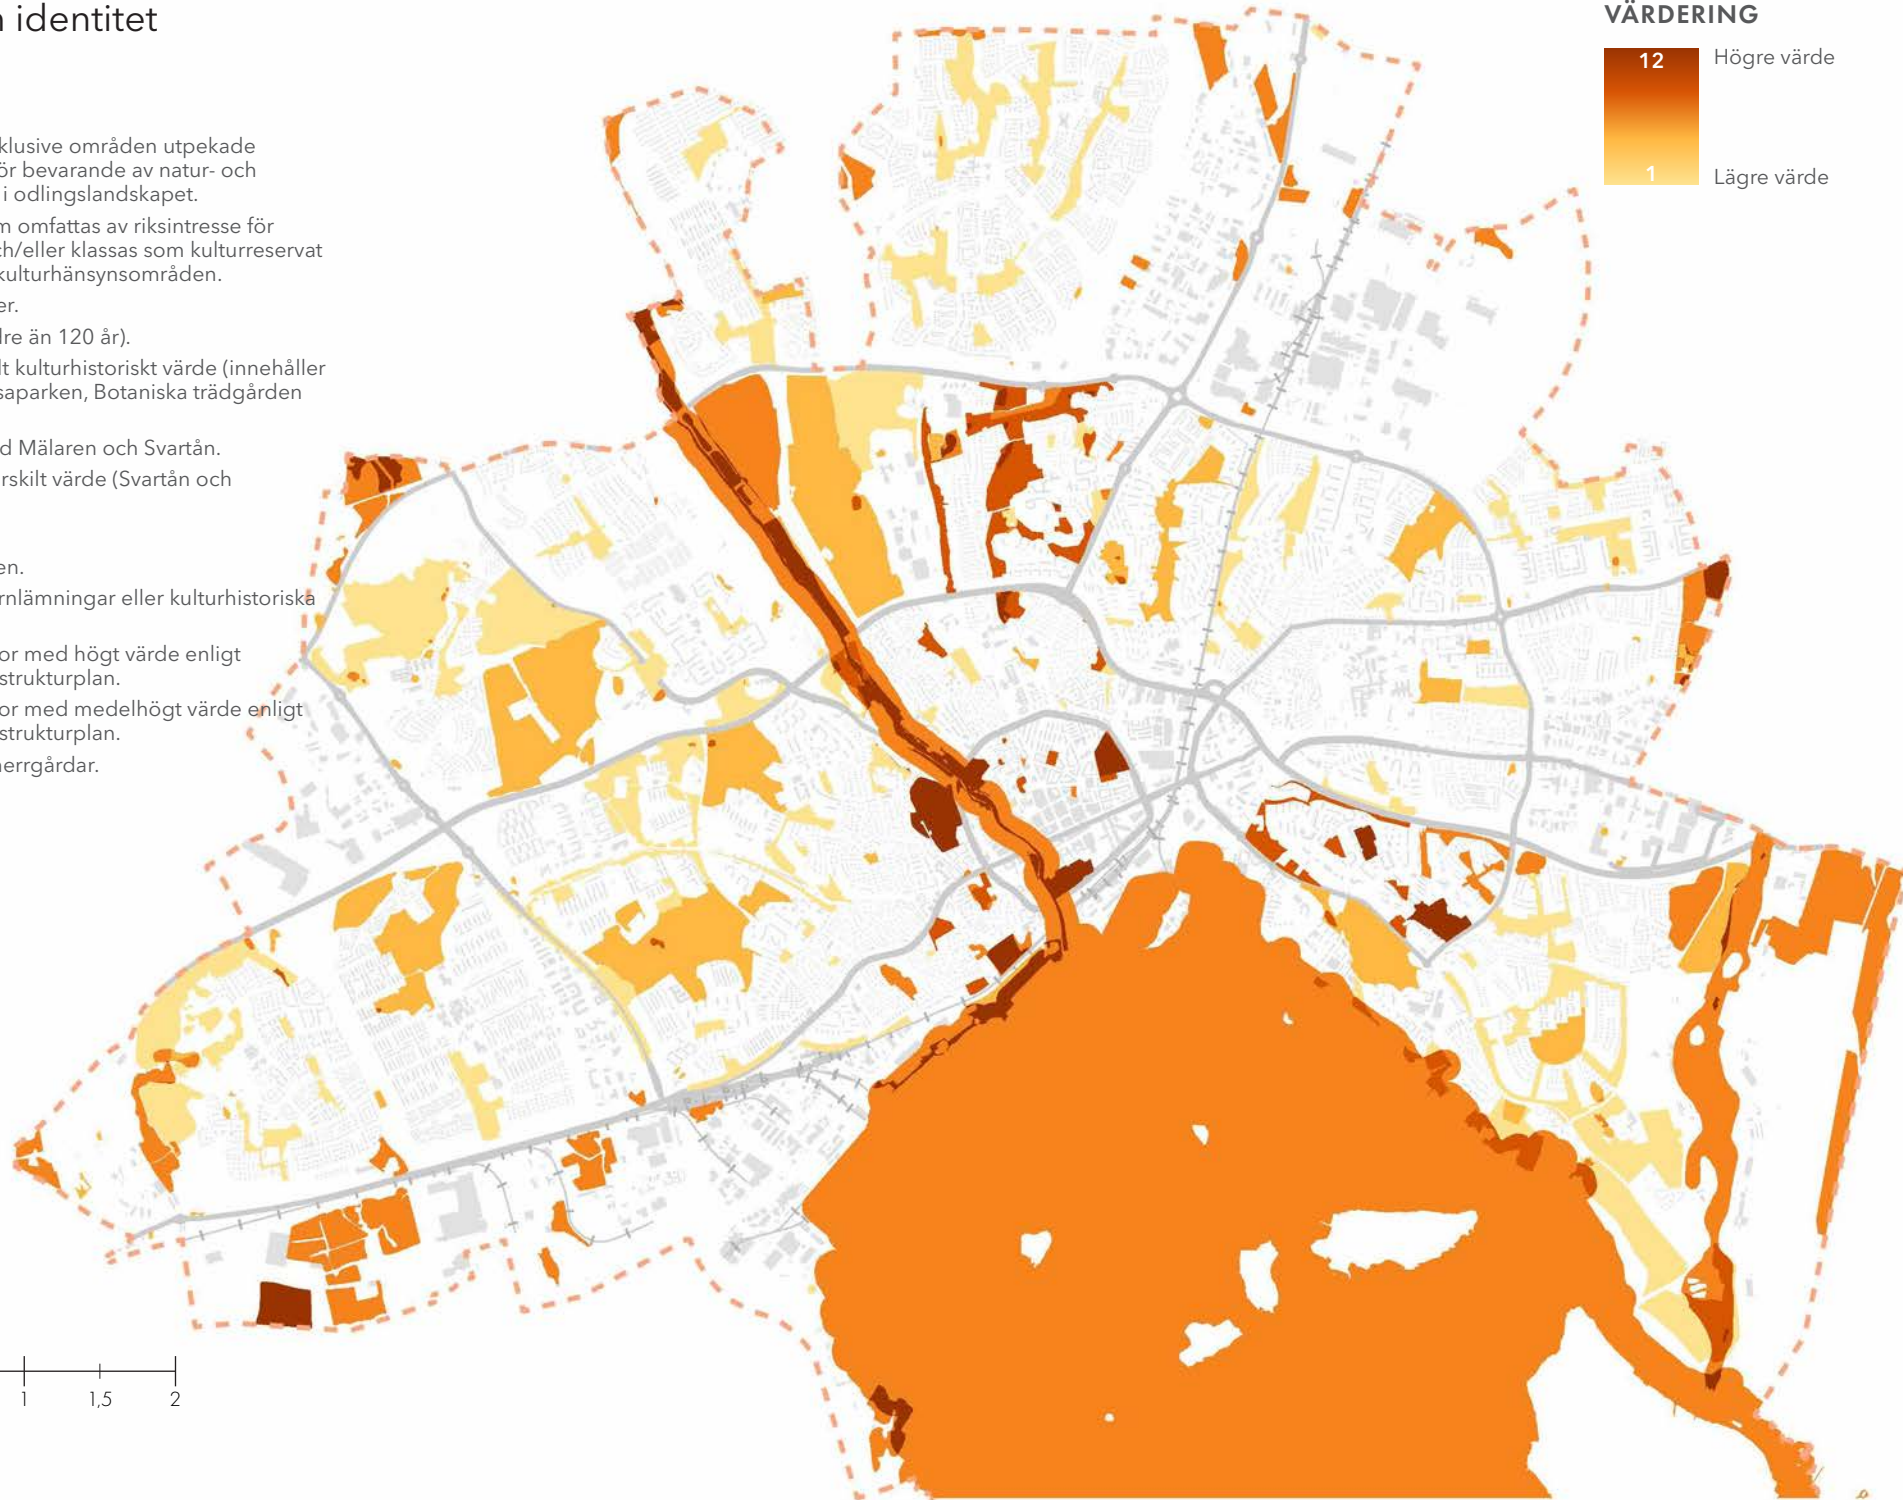 identitet
klusive områden utpekade
ör bevarande av natur- och
i odlingslandskapet.
m omfattas av riksintresse för
ch/eller klassas som kulturreservat
kulturhänsynsområden.
er.
dre än 120 år).
lt kulturhistoriskt värde (innehåller
saparken, Botaniska trädgården
d Mälaren och Svartån.
rskilt värde (Svartån och
en.
rnlämningar eller kulturhistoriska
or med högt värde enligt
strukturplan.
or med medelhögt värde enligt
strukturplan.
herrgårdar.
1 1,5 2
VÄRDERING
12 Högre värde
1 Lägre värde